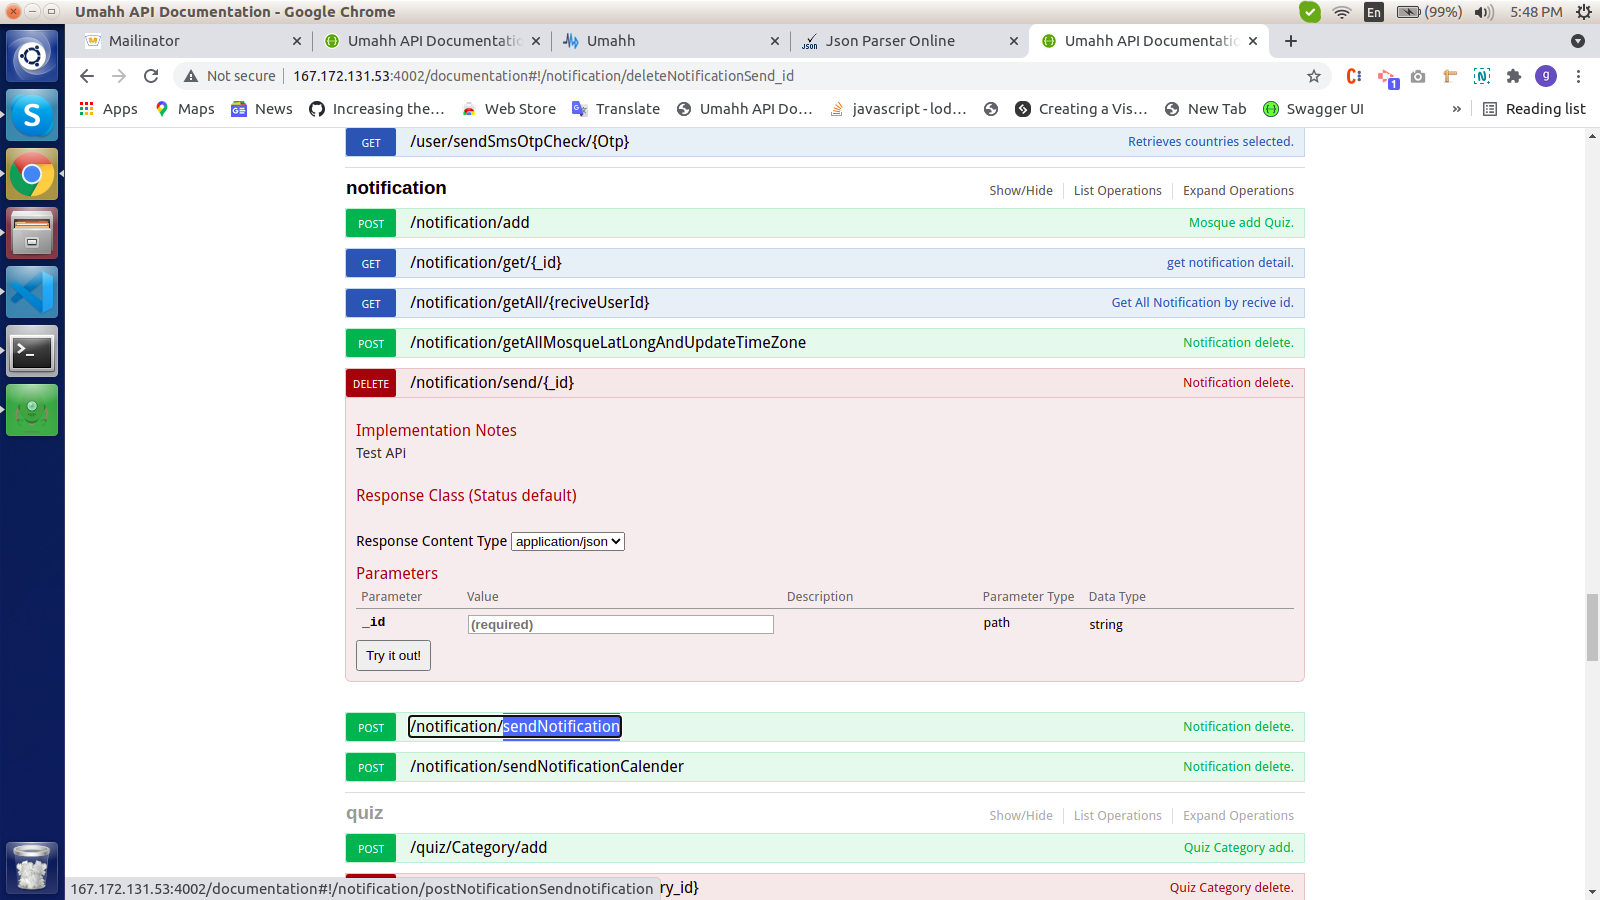 Umahh API Documentation - Google Chrome
En (99%) 5:48 PM
Mailinator
Umahh API Documentatio
Umahh
Json Parser Online
Umahh API Documentatio
Not secure 167.172.131.53:4002/documentation#!/notification/deleteNotificationSend_id
Apps Maps News Increasing the... Web Store Translate Umahh API Do... javascript - lod... Creating a Vis... New Tab Swagger UI » Reading list
GET /user/sendSmsOtpCheck/{Otp} Retrieves countries selected.
notification Show/Hide List Operations Expand Operations
POST /notification/add Mosque add Quiz.
GET /notification/get/{_id} get notification detail.
GET /notification/getAll/{reciveUserId} Get All Notification by recive id.
POST /notification/getAllMosqueLatLongAndUpdateTimeZone Notification delete.
DELETE /notification/send/{_id} Notification delete.
Implementation Notes
Test APi
Response Class (Status default)
Response Content Type application/json
Parameters
Parameter Value Description Parameter Type Data Type
_id (required) path string
Try it out!
POST /notification/sendNotification Notification delete.
POST /notification/sendNotificationCalender Notification delete.
quiz Show/Hide List Operations Expand Operations
POST /quiz/Category/add Quiz Category add.
ry_id} Quiz Category delete.
167.172.131.53:4002/documentation#!/notification/postNotificationSendnotification